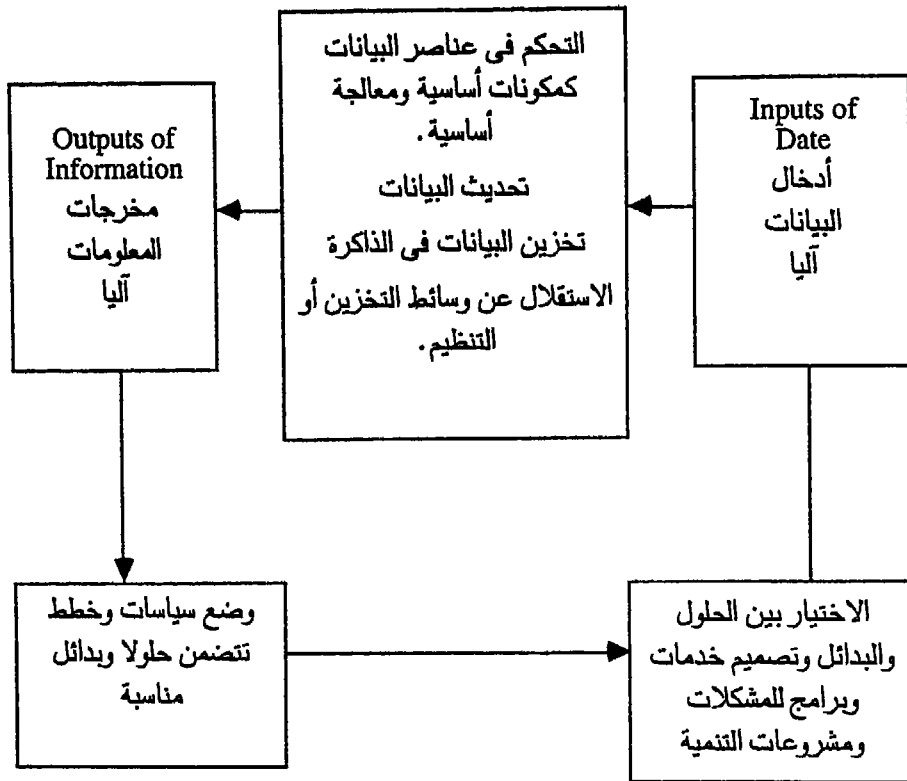 Inputs of
Date
أدخال
البيانات
آليا
التحكم فى عناصر البيانات
كمكونات أساسية ومعالجة
أساسية.
تحديث البيانات
تخزين البيانات فى الذاكرة
الاستقلال عن وسائط التخزين أو
التنظيم.
Outputs of
Information
مخرجات
المعلومات
آليا
وضع سياسات وخطط
تتضمن حلولا وبدائل
مناسبة
الاختيار بين الحلول
والبدائل وتصميم خدمات
وبرامج للمشكلات
ومشروعات التنمية